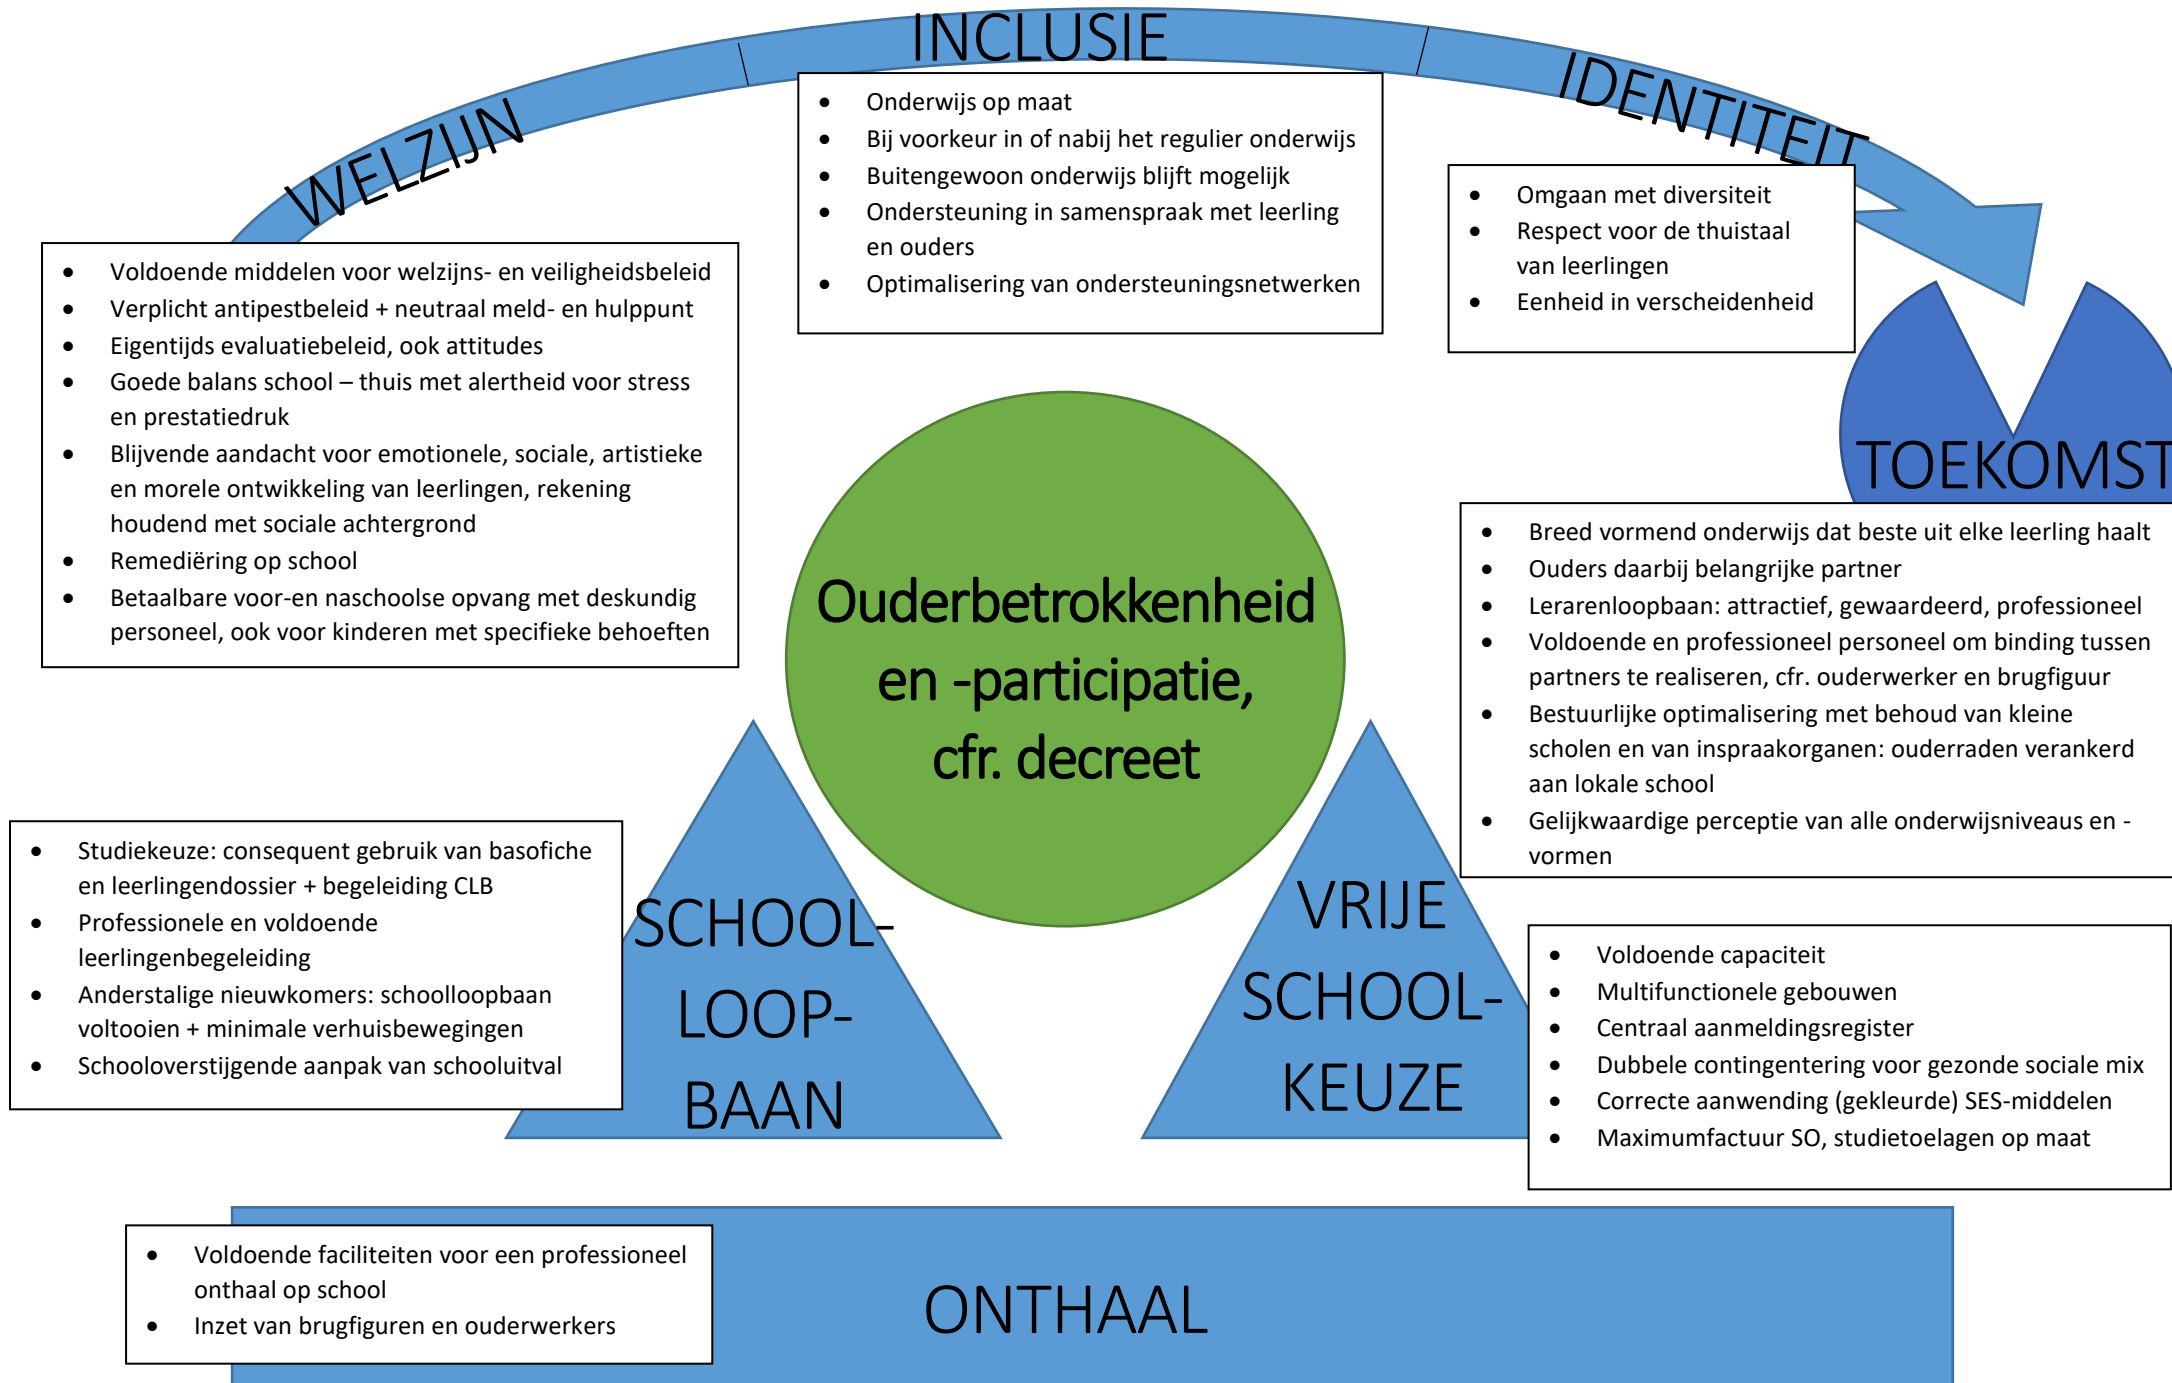 INCLUSIE
WELZIJN
IDENTITEIT
• Onderwijs op maat
• Bij voorkeur in of nabij het regulier onderwijs
• Buitengewoon onderwijs blijft mogelijk
• Ondersteuning in samenspraak met leerling
en ouders
• Optimalisering van ondersteuningsnetwerken
• Omgaan met diversiteit
• Respect voor de thuistaal
van leerlingen
• Eenheid in verscheidenheid
• Voldoende middelen voor welzijns- en veiligheidsbeleid
• Verplicht antipestbeleid + neutraal meld- en hulppunt
• Eigentijds evaluatiebeleid, ook attitudes
• Goede balans school – thuis met alertheid voor stress
en prestatiedruk
• Blijvende aandacht voor emotionele, sociale, artistieke
en morele ontwikkeling van leerlingen, rekening
houdend met sociale achtergrond
• Remediëring op school
• Betaalbare voor-en naschoolse opvang met deskundig
personeel, ook voor kinderen met specifieke behoeften
TOEKOMST
• Breed vormend onderwijs dat beste uit elke leerling haalt
• Ouders daarbij belangrijke partner
• Lerarenloopbaan: attractief, gewaardeerd, professioneel
• Voldoende en professioneel personeel om binding tussen
partners te realiseren, cfr. ouderwerker en brugfiguur
• Bestuurlijke optimalisering met behoud van kleine
scholen en van inspraakorganen: ouderraden verankerd
aan lokale school
• Gelijkwaardige perceptie van alle onderwijsniveaus en -
vormen
Ouderbetrokkenheid
en -participatie,
cfr. decreet
• Studiekeuze: consequent gebruik van basofiche
en leerlingendossier + begeleiding CLB
• Professionele en voldoende
leerlingenbegeleiding
• Anderstalige nieuwkomers: schoolloopbaan
voltooien + minimale verhuisbewegingen
• Schooloverstijgende aanpak van schooluitval
SCHOOL-
LOOP-
BAAN
VRIJE
SCHOOL-
KEUZE
• Voldoende capaciteit
• Multifunctionele gebouwen
• Centraal aanmeldingsregister
• Dubbele contingentering voor gezonde sociale mix
• Correcte aanwending (gekleurde) SES-middelen
• Maximumfactuur SO, studietoelagen op maat
• Voldoende faciliteiten voor een professioneel
onthaal op school
• Inzet van brugfiguren en ouderwerkers
ONTHAAL